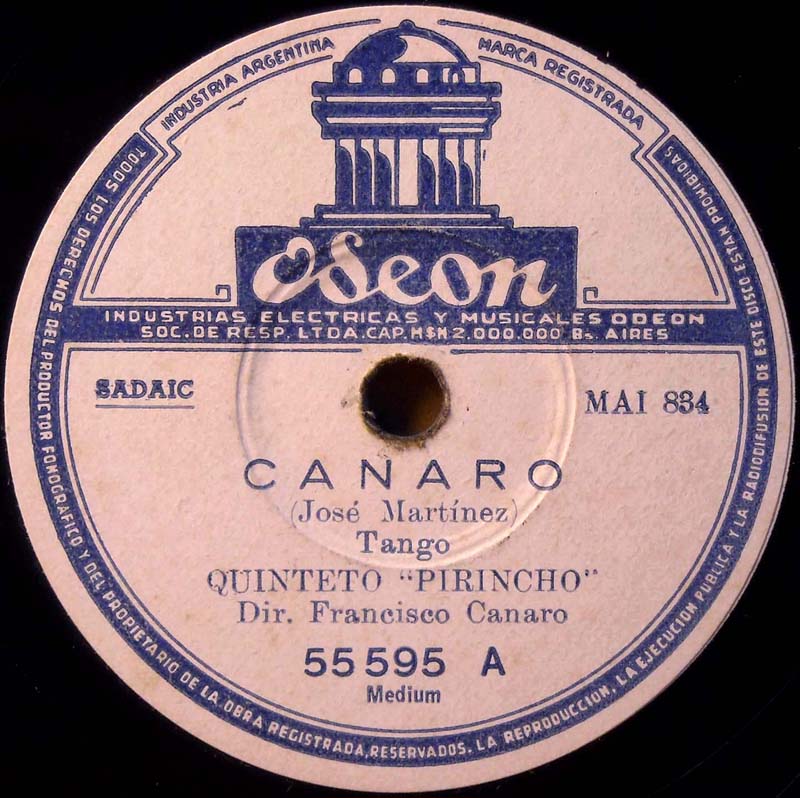 INDUSTRIA ARGENTINA
MARCA REGISTRADA
Odeon
INDUSTRIAS ELECTRICAS Y MUSICALES ODEON
SOC. DE RESP. LTDA. CAP. M$N 2.000.000 Bs. AIRES
SADAIC
MAI 834
CANARO
(José Martínez)
Tango
QUINTETO "PIRINCHO"
Dir. Francisco Canaro
55595 A
Medium
TODOS LOS DERECHOS DEL PRODUCTOR FONOGRAFICO Y DEL PROPIETARIO DE LA OBRA REGISTRADA, RESERVADOS. LA REPRODUCCION, LA EJECUCION PUBLICA Y LA RADIODIFUSION DE ESTE DISCO ESTAN PROHIBIDAS